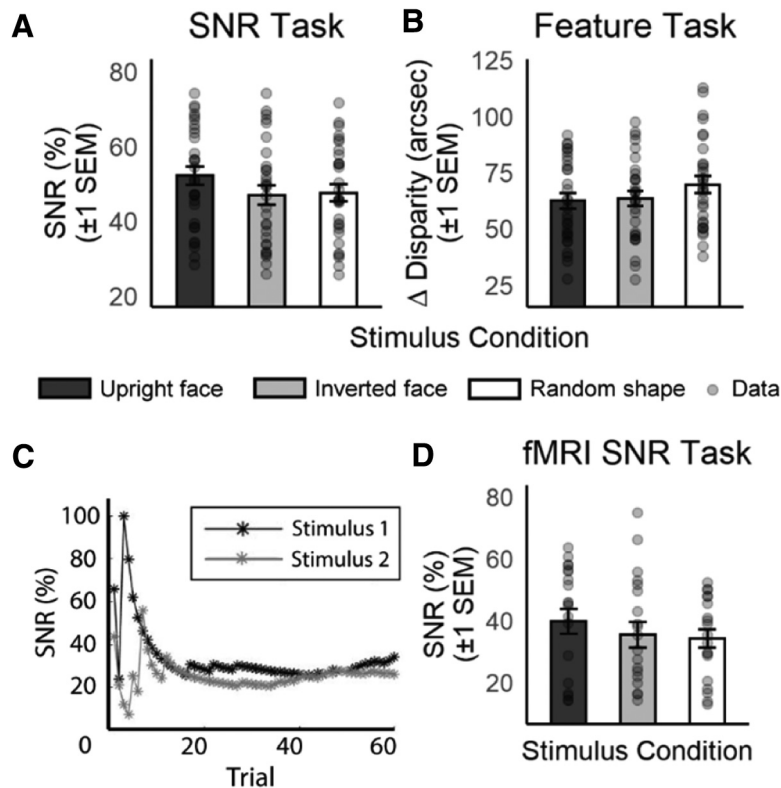 A
SNR Task
SNR (%)
(±1 SEM)
80
60
40
20
B
Feature Task
Δ Disparity (arcsec)
(±1 SEM)
125
100
75
50
25
Stimulus Condition
Upright face
Inverted face
Random shape
Data
C
SNR (%)
100
80
60
40
20
0
20
40
60
Trial
Stimulus 1
Stimulus 2
D
fMRI SNR Task
SNR (%)
(±1 SEM)
80
60
40
20
Stimulus Condition